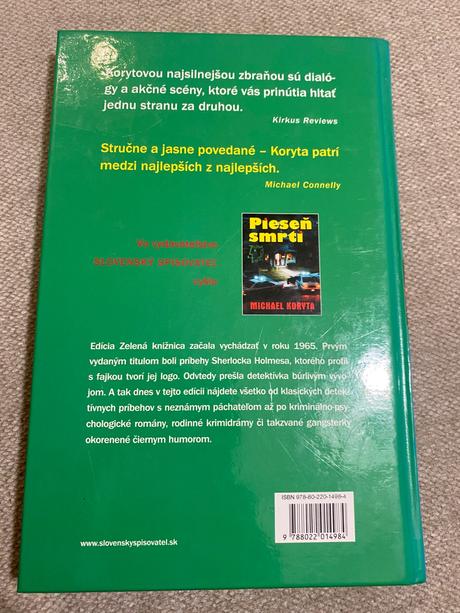 Korytovou najsilnejšou zbraňou sú dialó-
gy a akčné scény, ktoré vás prinútia hltať
jednu stranu za druhou.
Kirkus Reviews
Stručne a jasne povedané – Koryta patrí
medzi najlepších z najlepších.
Michael Connelly
Vo vydavateľstve
SLOVENSKÝ SPISOVATEĽ
vyšlo
Pieseň
smrti
MICHAEL KORYTA
Edícia Zelená knižnica začala vychádzať v roku 1965. Prvým
vydaným titulom boli príbehy Sherlocka Holmesa, ktorého profil
s fajkou tvorí jej logo. Odvtedy prešla detektívka búrlivým vývo-
jom. A tak dnes v tejto edícii nájdete všetko od klasických detek-
tívnych príbehov s neznámym páchateľom až po kriminálno-psy-
chologické romány, rodinné krimidrámy či takzvané gangsterky
okorenené čiernym humorom.
ISBN 978-80-220-1498-4
9 788022 014984
www.slovenskyspisovatel.sk